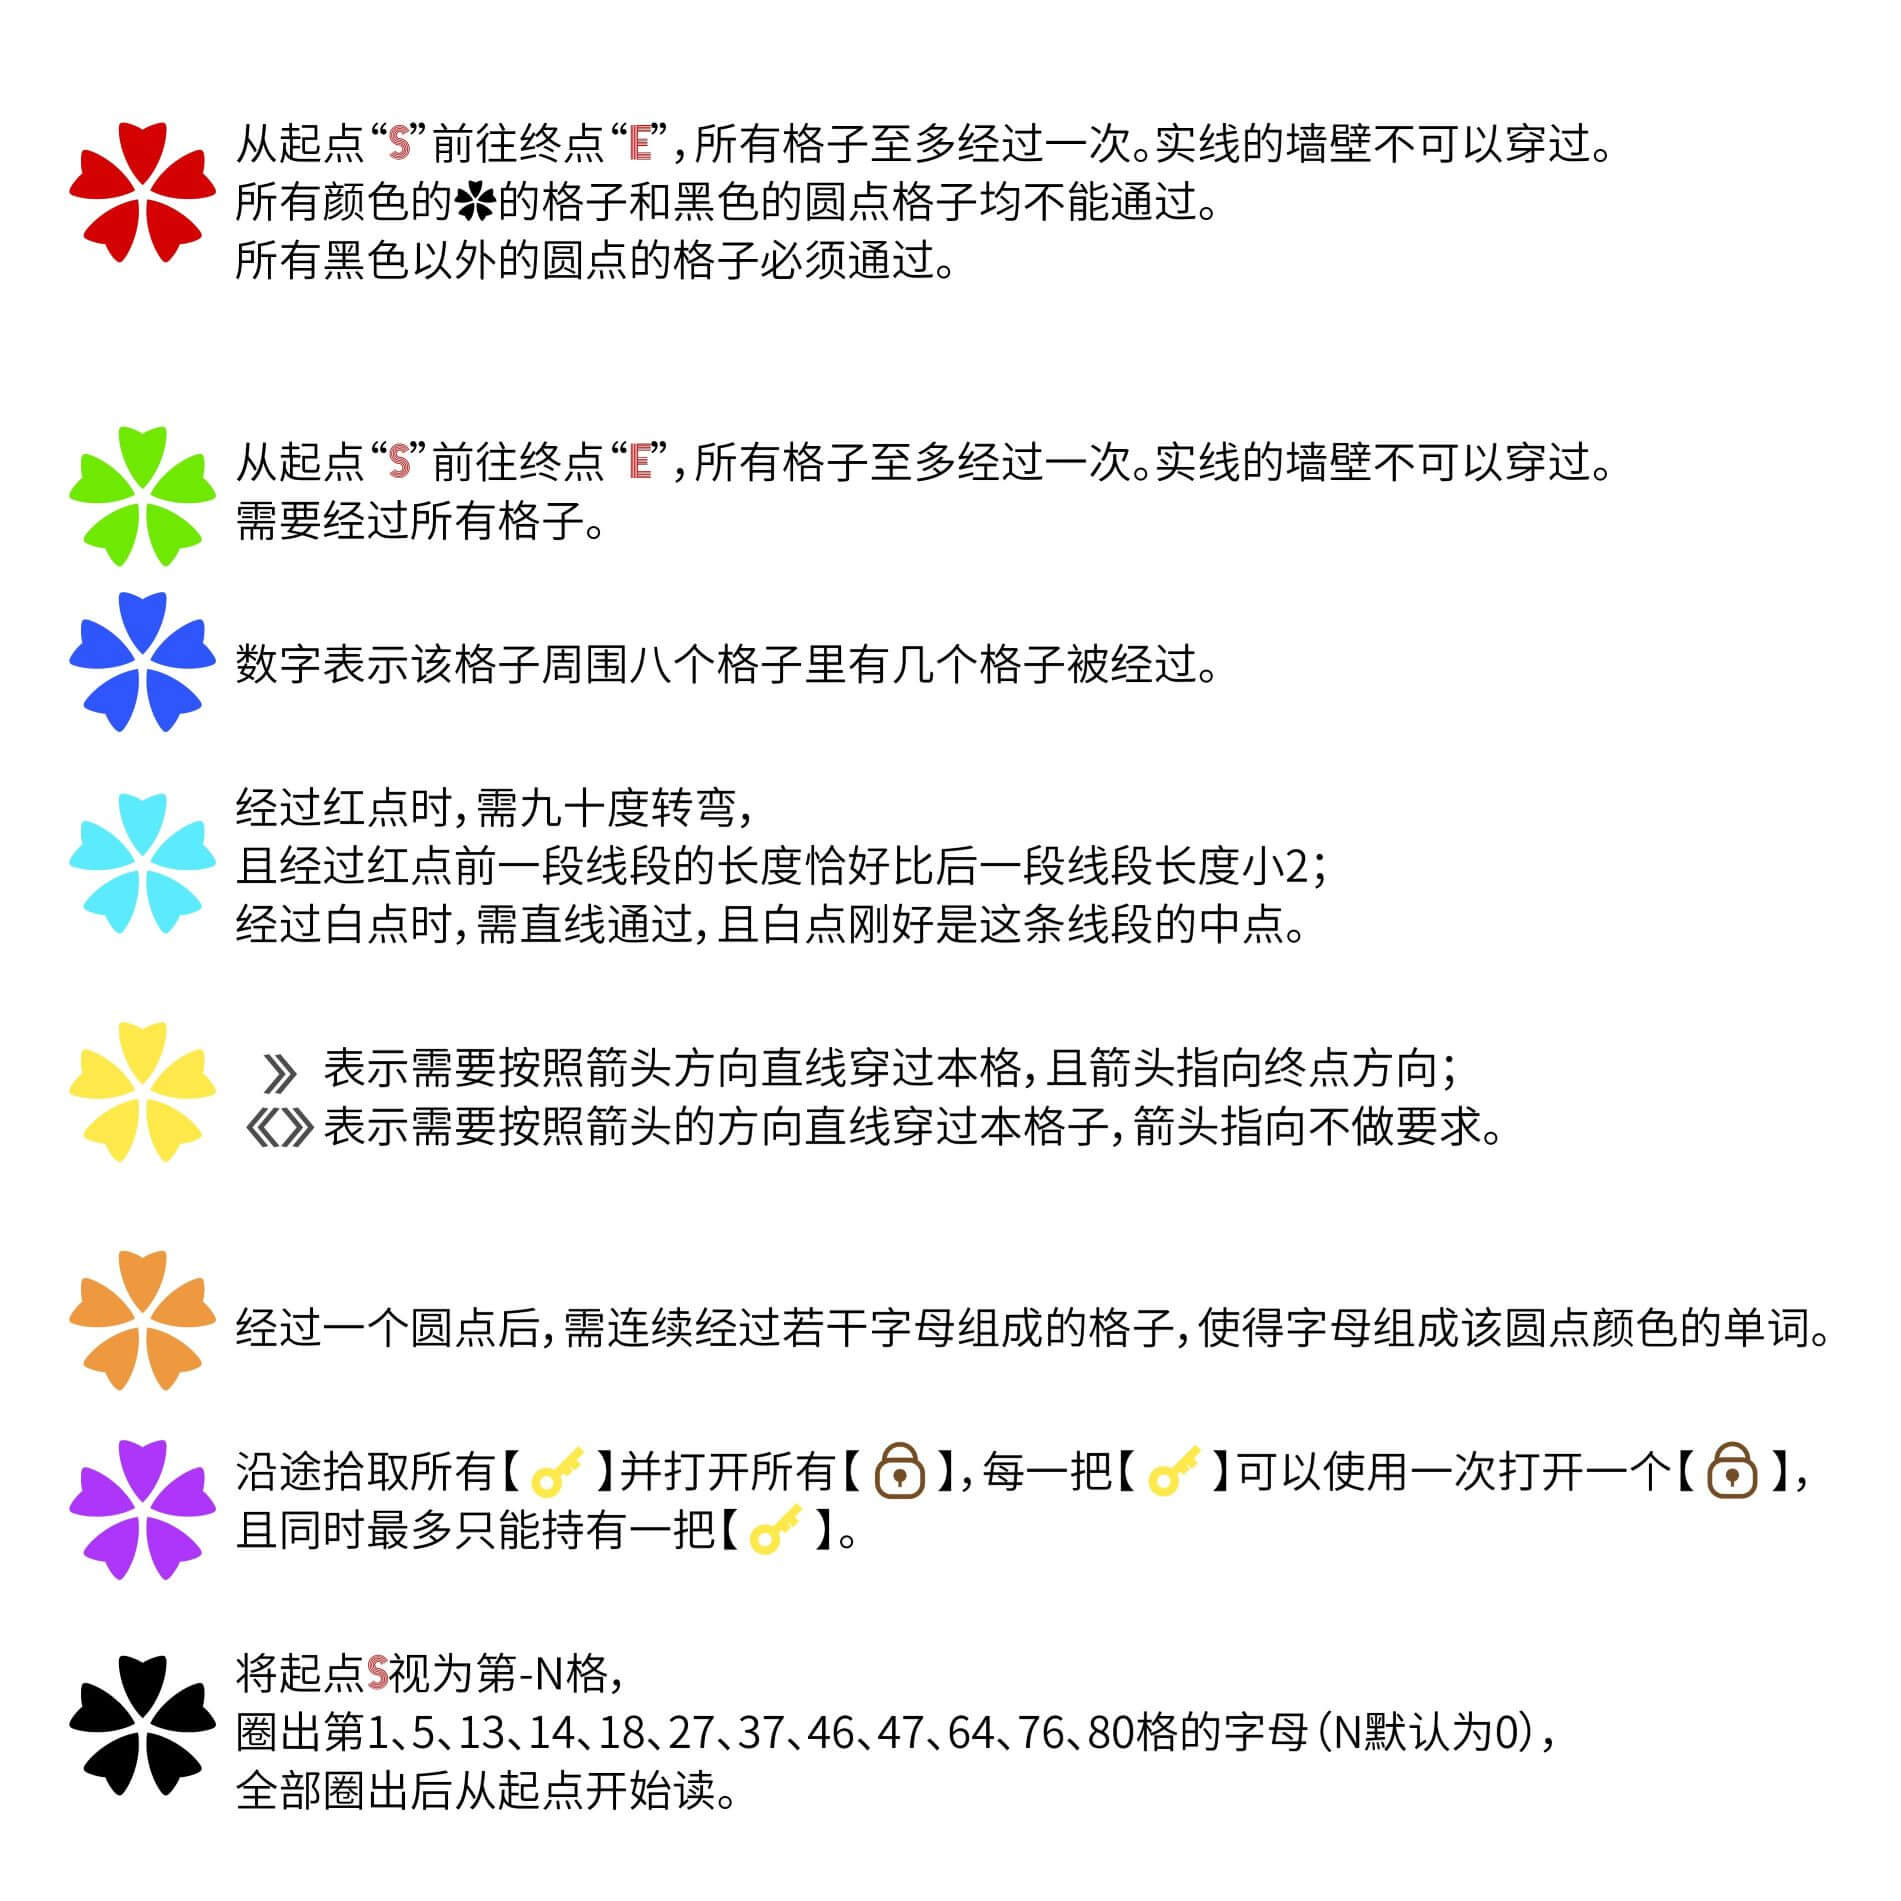 从起点“S”前往终点“E”，所有格子至多经过一次。实线的墙壁不可以穿过。
所有颜色的的格子和黑色的圆点格子均不能通过。
所有黑色以外的圆点的格子必须通过。
从起点“S”前往终点“E”，所有格子至多经过一次。实线的墙壁不可以穿过。
需要经过所有格子。
数字表示该格子周围八个格子里有几个格子被经过。
经过红点时，需九十度转弯，
且经过红点前一段线段的长度恰好比后一段线段长度小2；
经过白点时，需直线通过，且白点刚好是这条线段的中点。
表示需要按照箭头方向直线穿过本格，且箭头指向终点方向；
表示需要按照箭头的方向直线穿过本格子，箭头指向不做要求。
经过一个圆点后，需连续经过若干字母组成的格子，使得字母组成该圆点颜色的单词。
沿途拾取所有【】并打开所有【】，每一把【】可以使用一次打开一个【】，
且同时最多只能持有一把【】。
将起点S视为第-N格，
圈出第1、5、13、14、18、27、37、46、47、64、76、80格的字母（N默认为0），
全部圈出后从起点开始读。